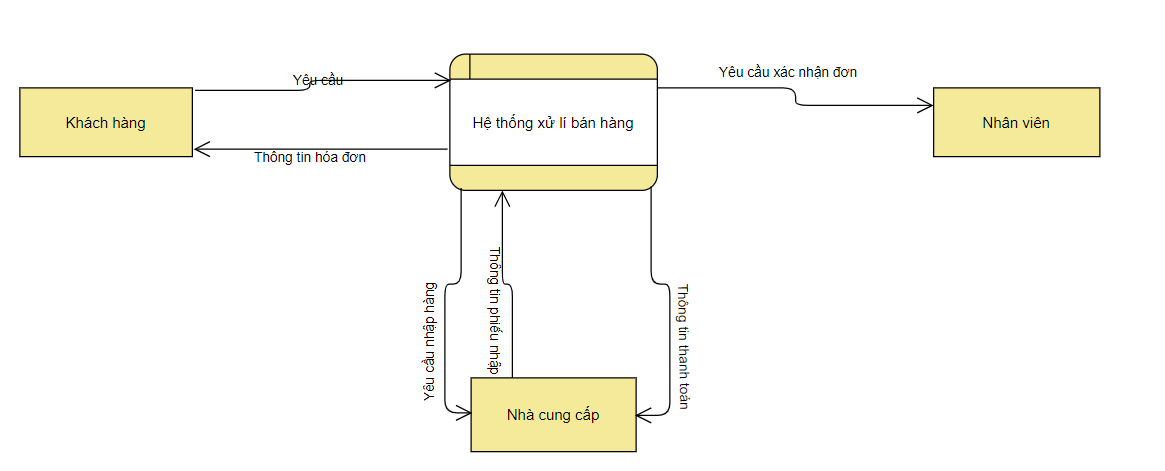 Yêu cầu xác nhận đơn
Yêu cầu
Khách hàng
Hệ thống xử lí bán hàng
Nhân viên
Thông tin hóa đơn
Yêu cầu nhập hàng
Thông tin phiếu nhập
Thông tin thanh toán
Nhà cung cấp